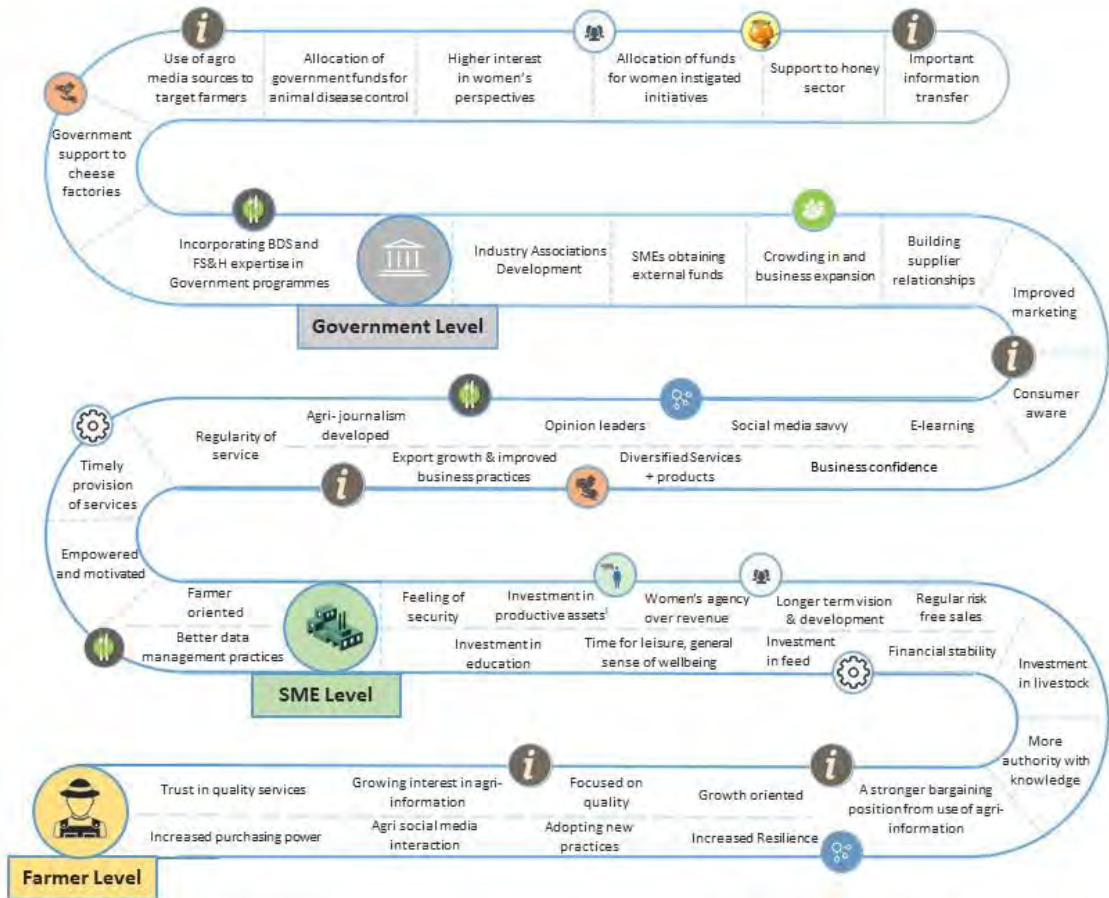 Use of agro
media sources to
target farmers
Allocation of
government funds for
animal disease control
Higher interest
in women's
perspectives
Allocation of funds
for women instigated
initiatives
Support to honey
sector
Important
information
transfer
Government
support to
cheese
factories
Incorporating BDS and
FS&H expertise in
Government programmes
Government Level
Industry Associations
Development
SMEs obtaining
external funds
Crowding in and
business expansion
Building
supplier
relationships
Improved
marketing
Consumer
aware
Regularity of
service
Agri- journalism
developed
Opinion leaders
Social media savvy
E-learning
Export growth & improved
business practices
Diversified Services
+ products
Business confidence
Timely
provision
of services
Empowered
and motivated
Farmer
oriented
Better data
management practices
SME Level
Feeling of
security
Investment in
productive assets¹
Women's agency
over revenue
Longer term vision
& development
Regular risk
free sales
Investment in
education
Time for leisure, general
sense of wellbeing
Investment
in feed
Financial stability
Investment
in livestock
More
authority with
knowledge
Trust in quality services
Growing interest in agri-
information
Focused on
quality
Growth oriented
A stronger bargaining
position from use of agri-
information
Increased purchasing power
Agri social media
interaction
Adopting new
practices
Increased Resilience
Farmer Level